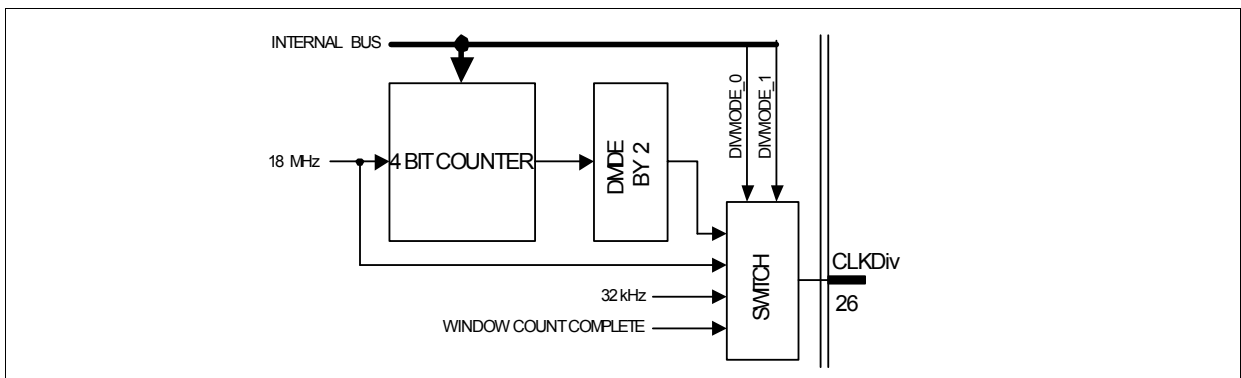 INTERNAL BUS
DIVMODE_0
DIVMODE_1
18 MHz
4 BIT COUNTER
DIVIDE
BY 2
SWITCH
CLKDiv
26
32 kHz
WINDOW COUNT COMPLETE